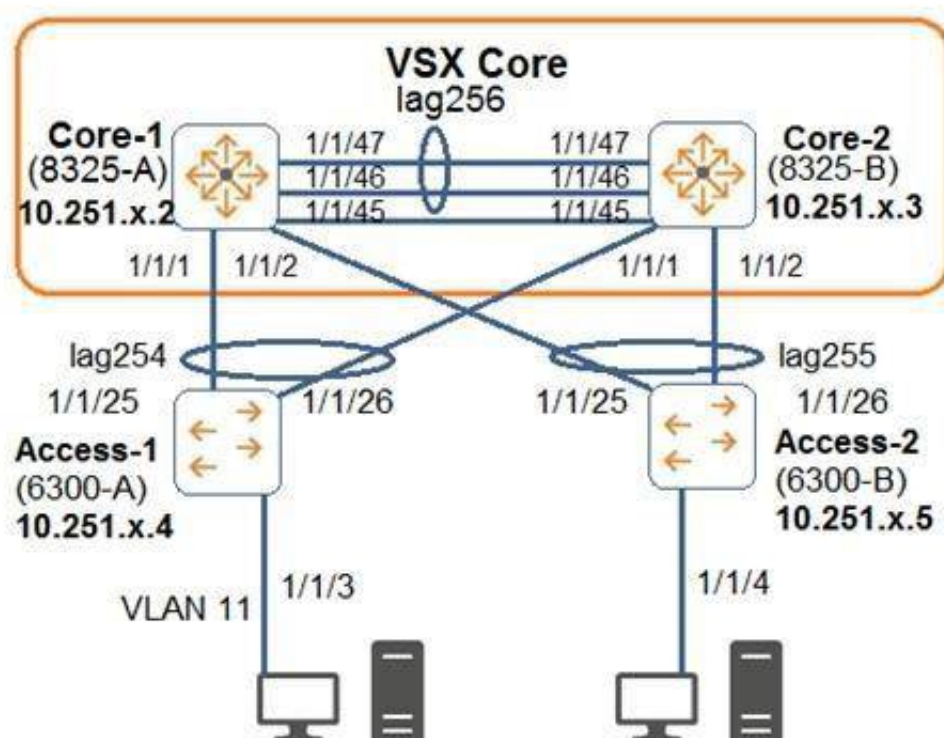 VSX Core
lag256
Core-1
(8325-A)
10.251.x.2
1/1/47
1/1/46
1/1/45
1/1/47
1/1/46
1/1/45
Core-2
(8325-B)
10.251.x.3
1/1/1
1/1/2
1/1/1
1/1/2
lag254
lag255
1/1/25
1/1/26
1/1/25
1/1/26
Access-1
(6300-A)
10.251.x.4
Access-2
(6300-B)
10.251.x.5
VLAN 11
1/1/3
1/1/4